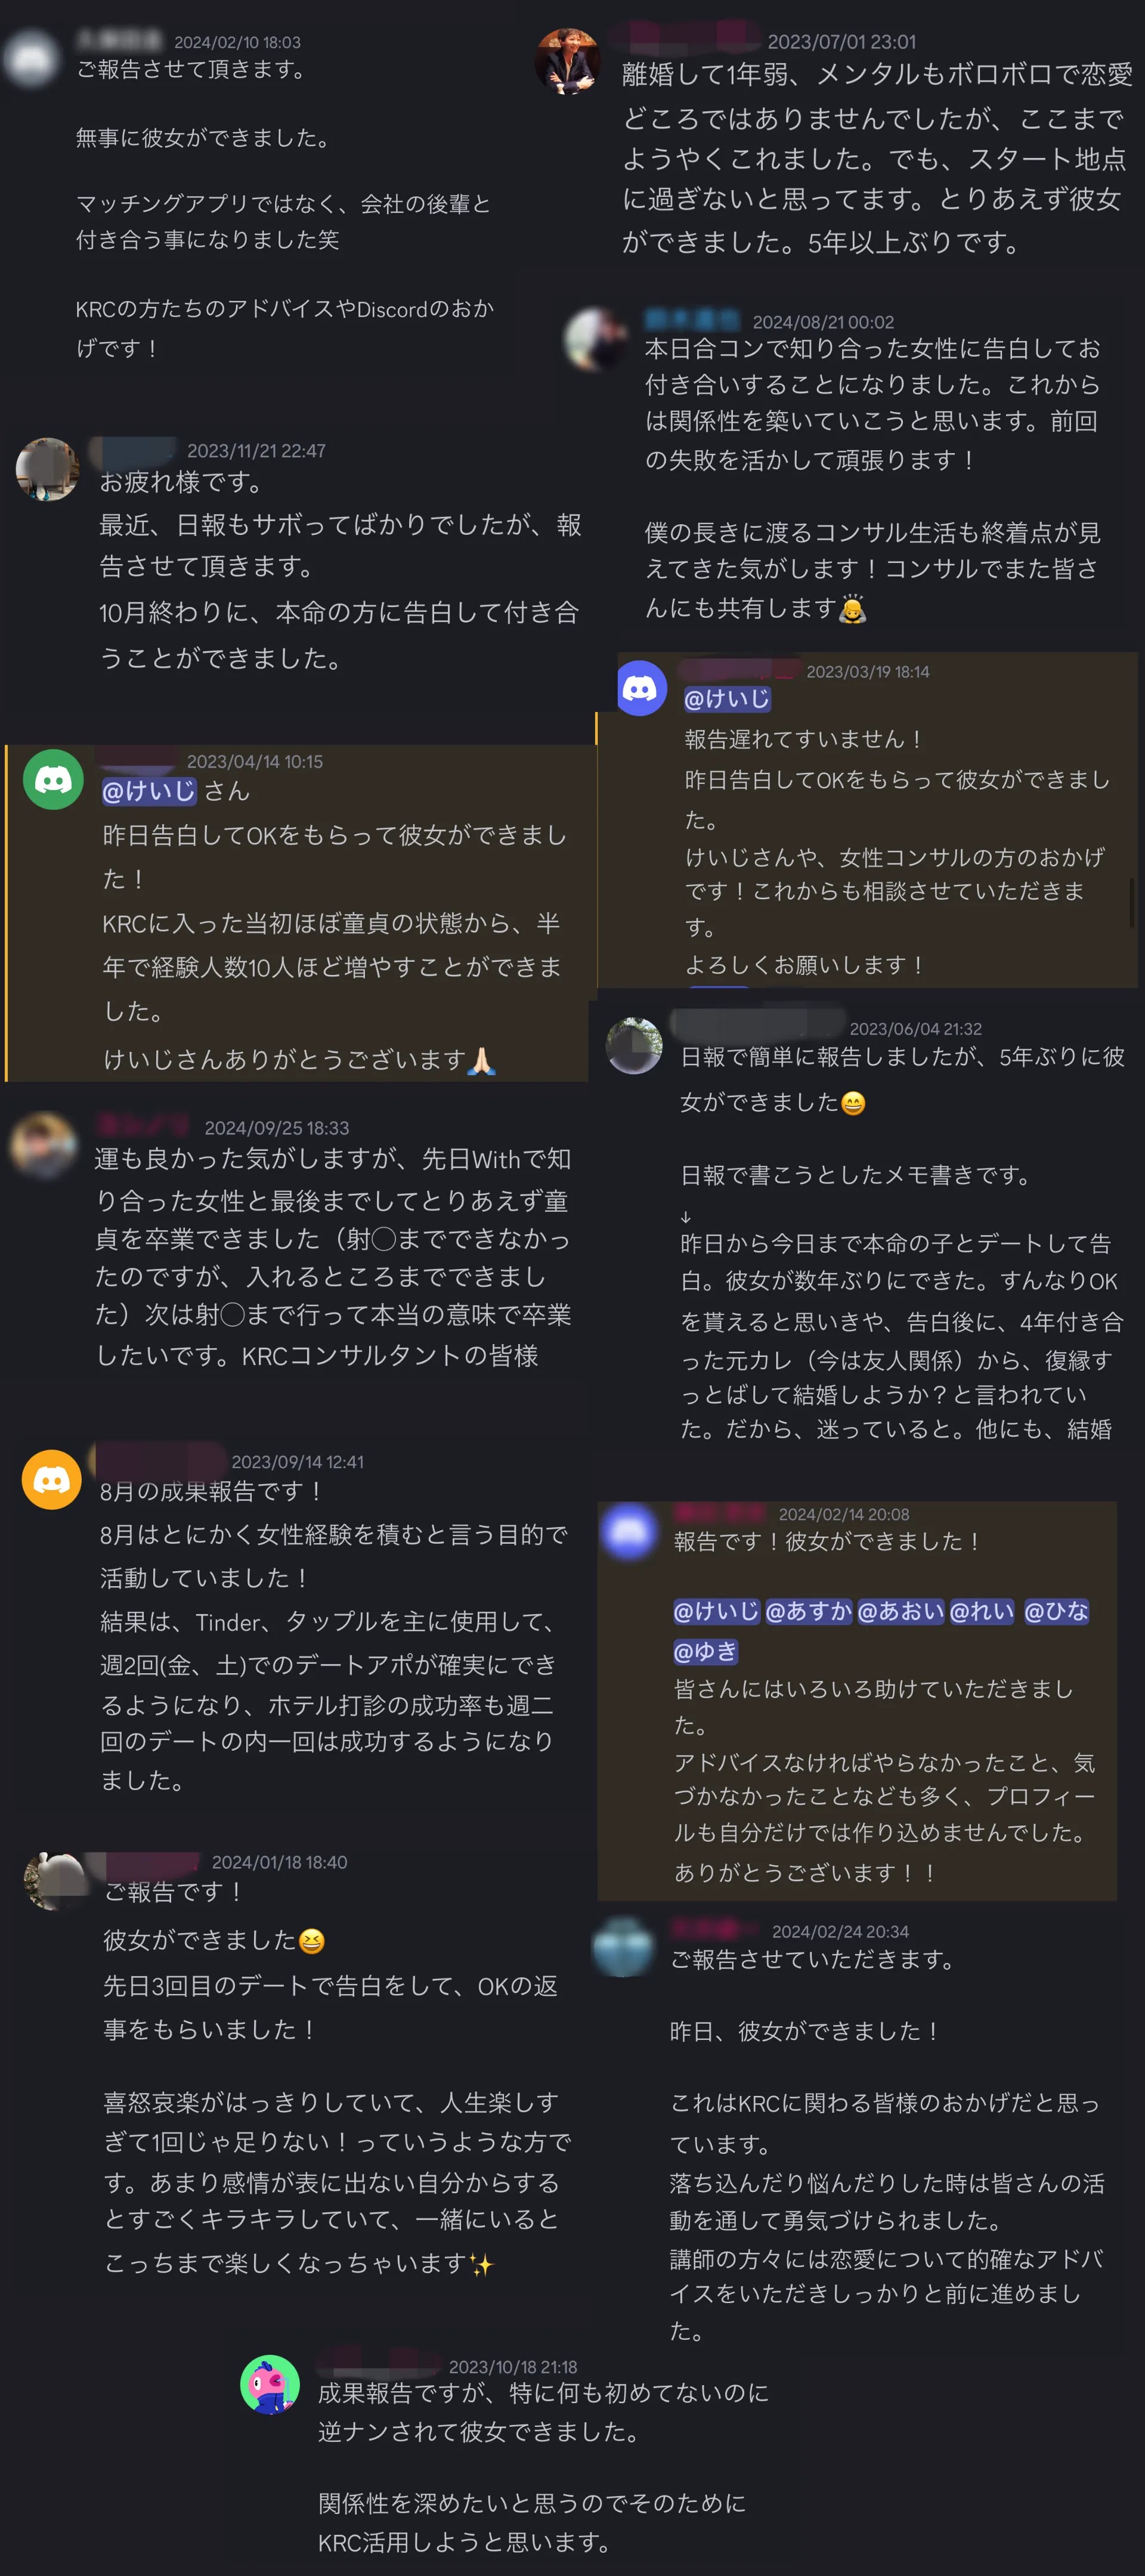 2024/02/10 18:03
ご報告させて頂きます。
無事に彼女ができました。
マッチングアプリではなく、会社の後輩と
付き合う事になりました笑
KRCの方たちのアドバイスやDiscordのおか
げです！
2023/07/01 23:01
離婚して1年弱、メンタルもボロボロで恋愛
どころではありませんでしたが、ここまで
ようやくこれました。でも、スタート地点
に過ぎないと思ってます。とりあえず彼女
ができました。5年以上ぶりです。
2024/08/21 00:02
本日合コンで知り合った女性に告白してお
付き合いすることになりました。これから
は関係性を築いていこうと思います。前回
の失敗を活かして頑張ります！
僕の長きに渡るコンサル生活も終着点が見
えてきた気がします！コンサルでまた皆さ
んにも共有します🙇
2023/11/21 22:47
お疲れ様です。
最近、日報もサボってばかりでしたが、報
告させて頂きます。
10月終わりに、本命の方に告白して付き合
うことができました。
2023/03/19 18:14
@けいじ
報告遅れてすいません！
昨日告白してOKをもらって彼女ができまし
た。
けいじさんや、女性コンサルの方のおかげ
です！これからも相談させていただきま
す。
よろしくお願いします！
2023/04/14 10:15
@けいじ さん
昨日告白してOKをもらって彼女ができまし
た！
KRCに入った当初ほぼ童貞の状態から、半
年で経験人数10人ほど増やすことができま
した。
けいじさんありがとうございます🙏🏻
2023/06/04 21:32
日報で簡単に報告しましたが、5年ぶりに彼
女ができました😄
日報で書こうとしたメモ書きです。
↓
昨日から今日まで本命の子とデートして告
白。彼女が数年ぶりにできた。すんなりOK
を貰えると思いきや、告白後に、4年付き合
った元カレ（今は友人関係）から、復縁す
っとばして結婚しようか？と言われてい
た。だから、迷っていると。他にも、結婚
2024/09/25 18:33
運も良かった気がしますが、先日Withで知
り合った女性と最後までしてとりあえず童
貞を卒業できました（射◯までできなかっ
たのですが、入れるところまでできまし
た）次は射◯まで行って本当の意味で卒業
したいです。KRCコンサルタントの皆様
2023/09/14 12:41
8月の成果報告です！
8月はとにかく女性経験を積むと言う目的で
活動していました！
結果は、Tinder、タップルを主に使用して、
週2回(金、土)でのデートアポが確実にでき
るようになり、ホテル打診の成功率も週二
回のデートの内一回は成功するようになり
ました。
2024/02/14 20:08
報告です！彼女ができました！
@けいじ @あすか @あおい @れい @ひな
@ゆき
皆さんにはいろいろ助けていただきまし
た。
アドバイスなければやらなかったこと、気
づかなかったことなども多く、プロフィー
ルも自分だけでは作り込めませんでした。
ありがとうございます！！
2024/01/18 18:40
ご報告です！
彼女ができました😆
先日3回目のデートで告白をして、OKの返
事をもらいました！
喜怒哀楽がはっきりしていて、人生楽しす
ぎて1回じゃ足りない！っていうような方で
す。あまり感情が表に出ない自分からする
とすごくキラキラしていて、一緒にいると
こっちまで楽しくなっちゃいます✨
2024/02/24 20:34
ご報告させていただきます。
昨日、彼女ができました！
これはKRCに関わる皆様のおかげだと思っ
ています。
落ち込んだり悩んだりした時は皆さんの活
動を通して勇気づけられました。
講師の方々には恋愛について的確なアドバ
イスをいただきしっかりと前に進めまし
た。
2023/10/18 21:18
成果報告ですが、特に何も初めてないのに
逆ナンされて彼女できました。
関係性を深めたいと思うのでそのために
KRC活用しようと思います。